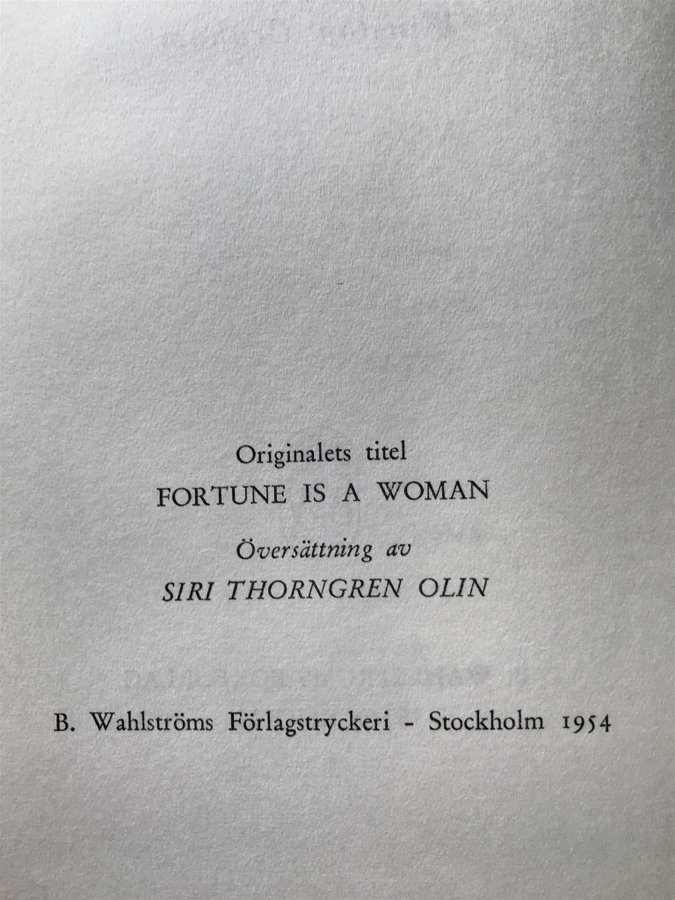 Originalets titel
FORTUNE IS A WOMAN
Översättning av
SIRI THORNGREN OLIN
B. Wahlströms Förlagstryckeri - Stockholm 1954